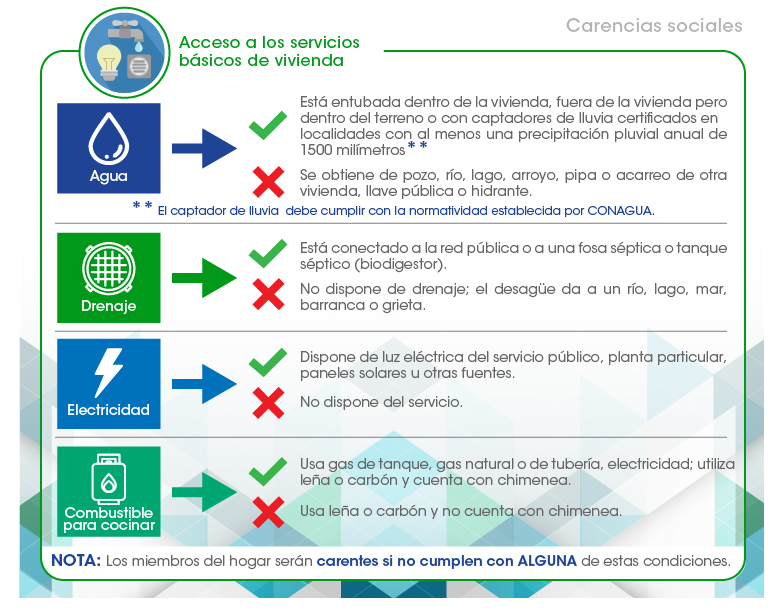 Carencias sociales
Acceso a los servicios
básicos de vivienda
Agua
Está entubada dentro de la vivienda, fuera de la vivienda pero
dentro del terreno o con captadores de lluvia certificados en
localidades con al menos una precipitación pluvial anual de
1500 milímetros**
Se obtiene de pozo, río, lago, arroyo, pipa o acarreo de otra
vivienda, llave pública o hidrante.
** El captador de lluvia debe cumplir con la normatividad establecida por CONAGUA.
Drenaje
Está conectado a la red pública o a una fosa séptica o tanque
séptico (biodigestor).
No dispone de drenaje; el desagüe da a un río, lago, mar,
barranca o grieta.
Electricidad
Dispone de luz eléctrica del servicio público, planta particular,
paneles solares u otras fuentes.
No dispone del servicio.
Combustible
para cocinar
Usa gas de tanque, gas natural o de tubería, electricidad; utiliza
leña o carbón y cuenta con chimenea.
Usa leña o carbón y no cuenta con chimenea.
NOTA: Los miembros del hogar serán carentes si no cumplen con ALGUNA de estas condiciones.